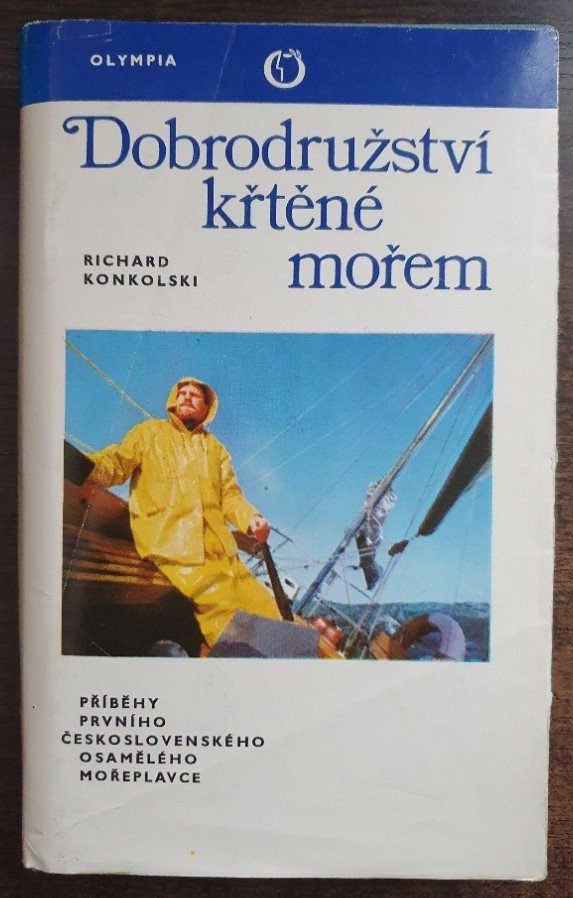 OLYMPIA
Dobrodružství
křtěné
mořem
RICHARD
KONKOLSKI
PŘÍBĚHY
PRVNÍHO
ČESKOSLOVENSKÉHO
OSAMĚLÉHO
MOŘEPLAVCE